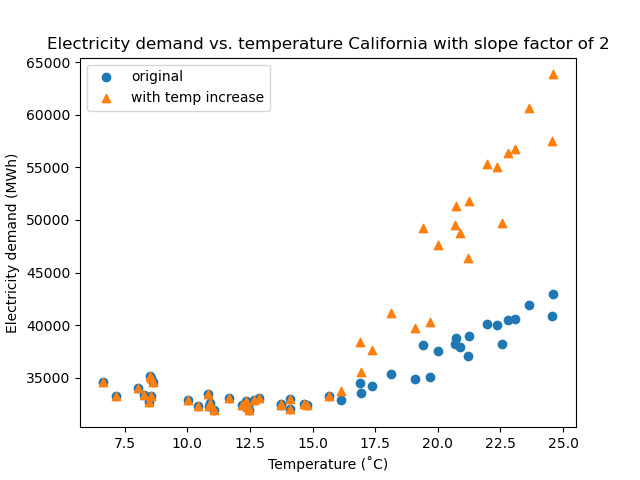 Electricity demand vs. temperature California with slope factor of 2
65000
60000
55000
50000
45000
40000
35000
Electricity demand (MWh)
original
with temp increase
7.5 10.0 12.5 15.0 17.5 20.0 22.5 25.0
Temperature (˚C)